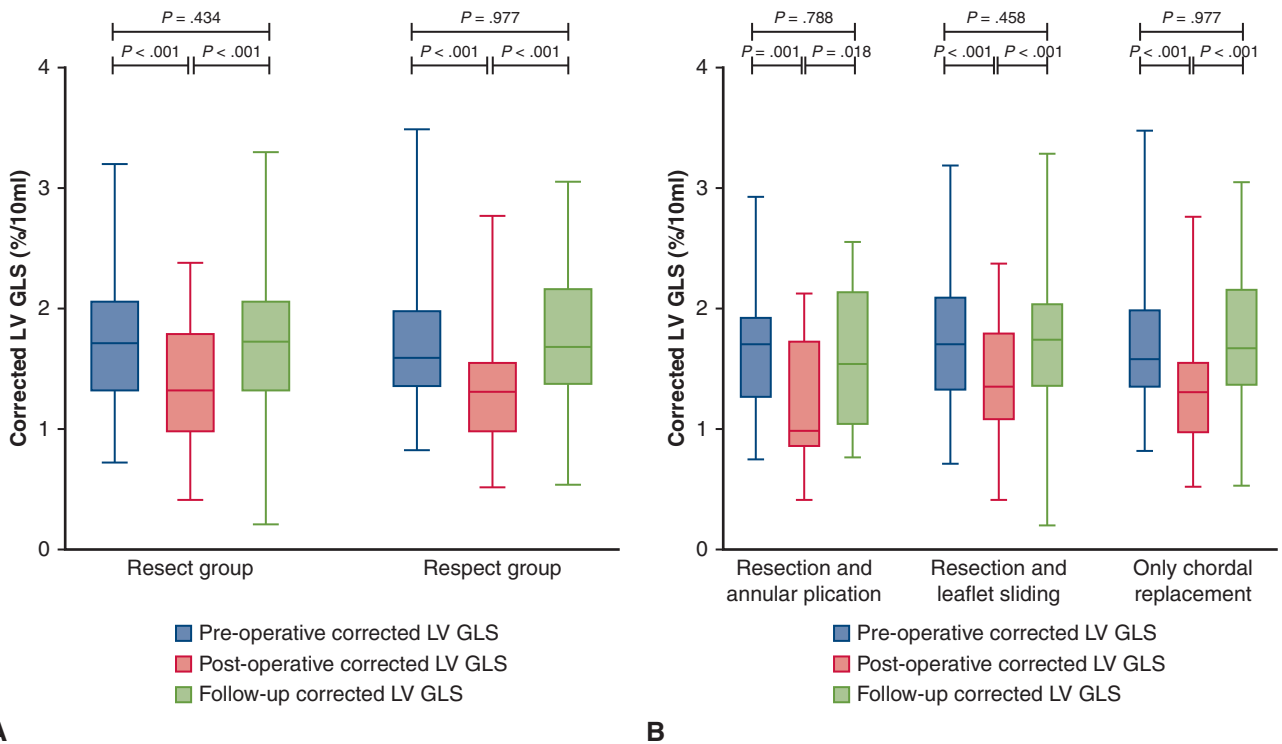 P = .434
P < .001 P < .001
P = .977
P < .001 P < .001
4
3
2
1
0
Corrected LV GLS (%/10ml)
Resect group
Respect group
Pre-operative corrected LV GLS
Post-operative corrected LV GLS
Follow-up corrected LV GLS
A
P = .788
P = .001 P = .018
P = .458
P < .001 P < .001
P = .977
P < .001 P < .001
4
3
2
1
0
Corrected LV GLS (%/10ml)
Resection and
annular plication
Resection and
leaflet sliding
Only chordal
replacement
Pre-operative corrected LV GLS
Post-operative corrected LV GLS
Follow-up corrected LV GLS
B